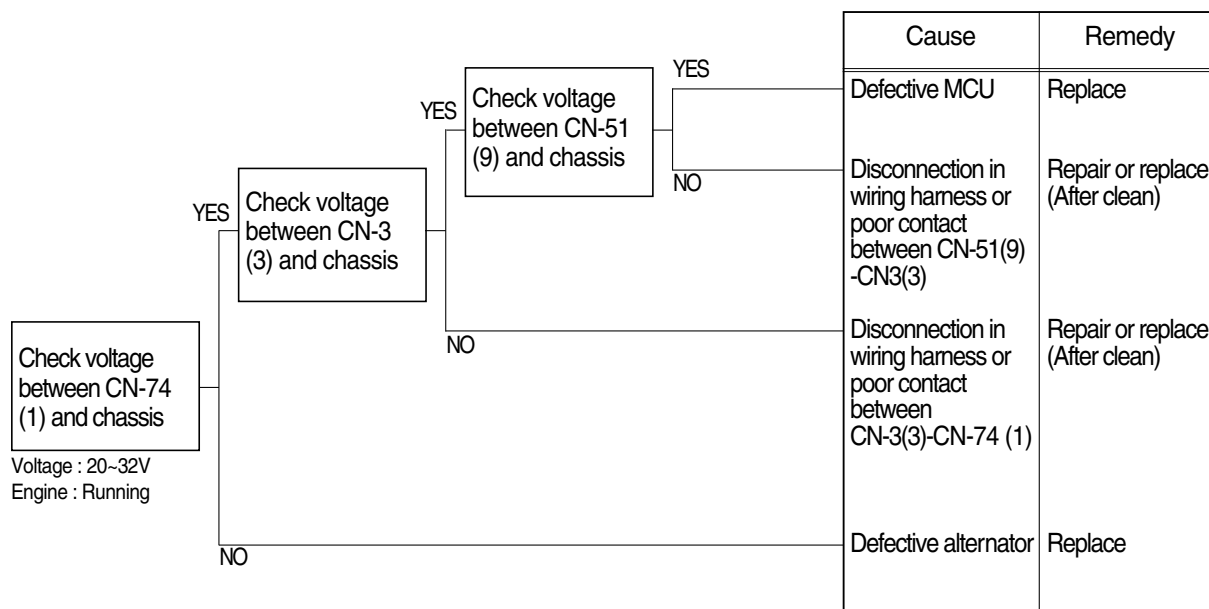 Cause
Remedy
YES
Defective MCU
Replace
YES
Check voltage
between CN-51
(9) and chassis
NO
Disconnection in
wiring harness or
poor contact
between CN-51(9)
-CN3(3)
Repair or replace
(After clean)
YES
Check voltage
between CN-3
(3) and chassis
NO
Disconnection in
wiring harness or
poor contact
between
CN-3(3)-CN-74 (1)
Repair or replace
(After clean)
Check voltage
between CN-74
(1) and chassis
Voltage : 20~32V
Engine : Running
NO
Defective alternator
Replace